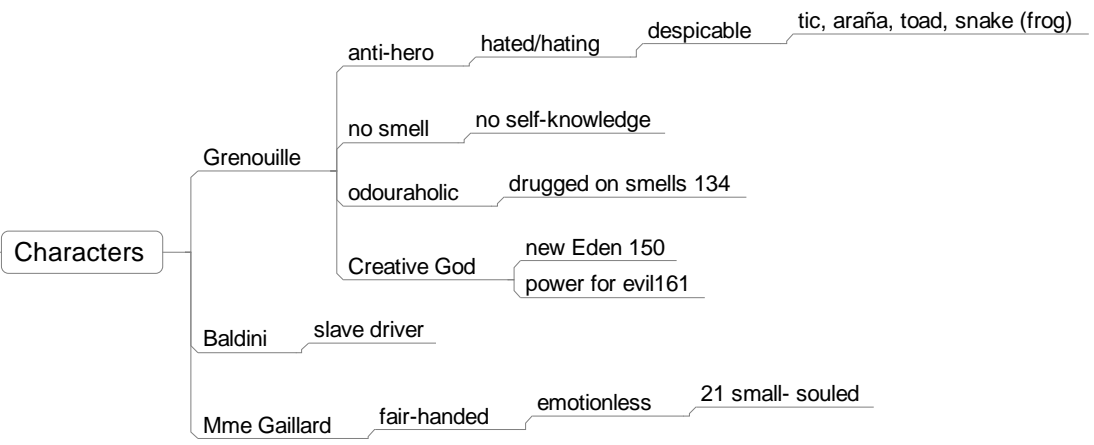 Characters
Grenouille
anti-hero
hated/hating
despicable
tic, araña, toad, snake (frog)
no smell
no self-knowledge
odouraholic
drugged on smells 134
Creative God
new Eden 150
power for evil161
Baldini
slave driver
Mme Gaillard
fair-handed
emotionless
21 small- souled